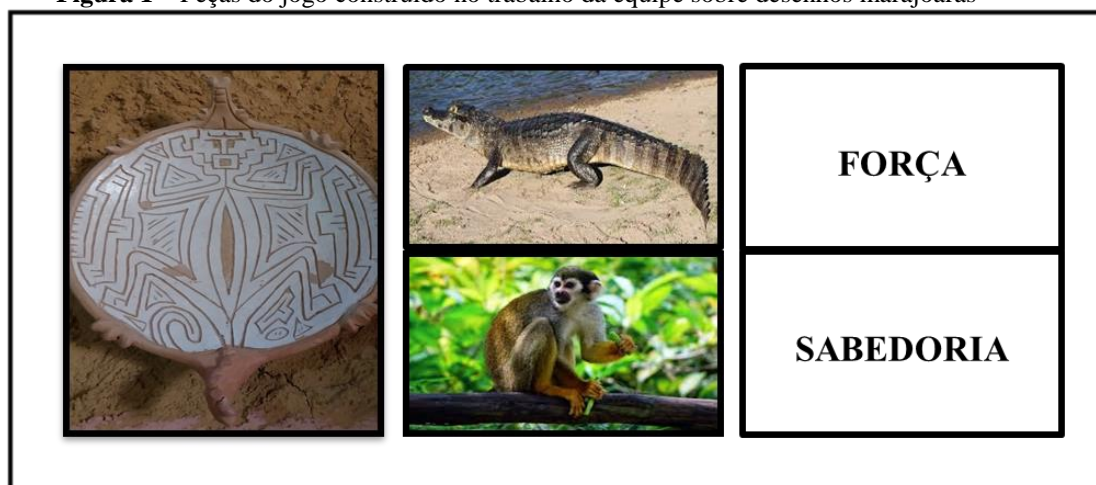 Figura 1 – Peças do jogo construído no trabalho da equipe sobre desenhos marajoaras
FORÇA
SABEDORIA